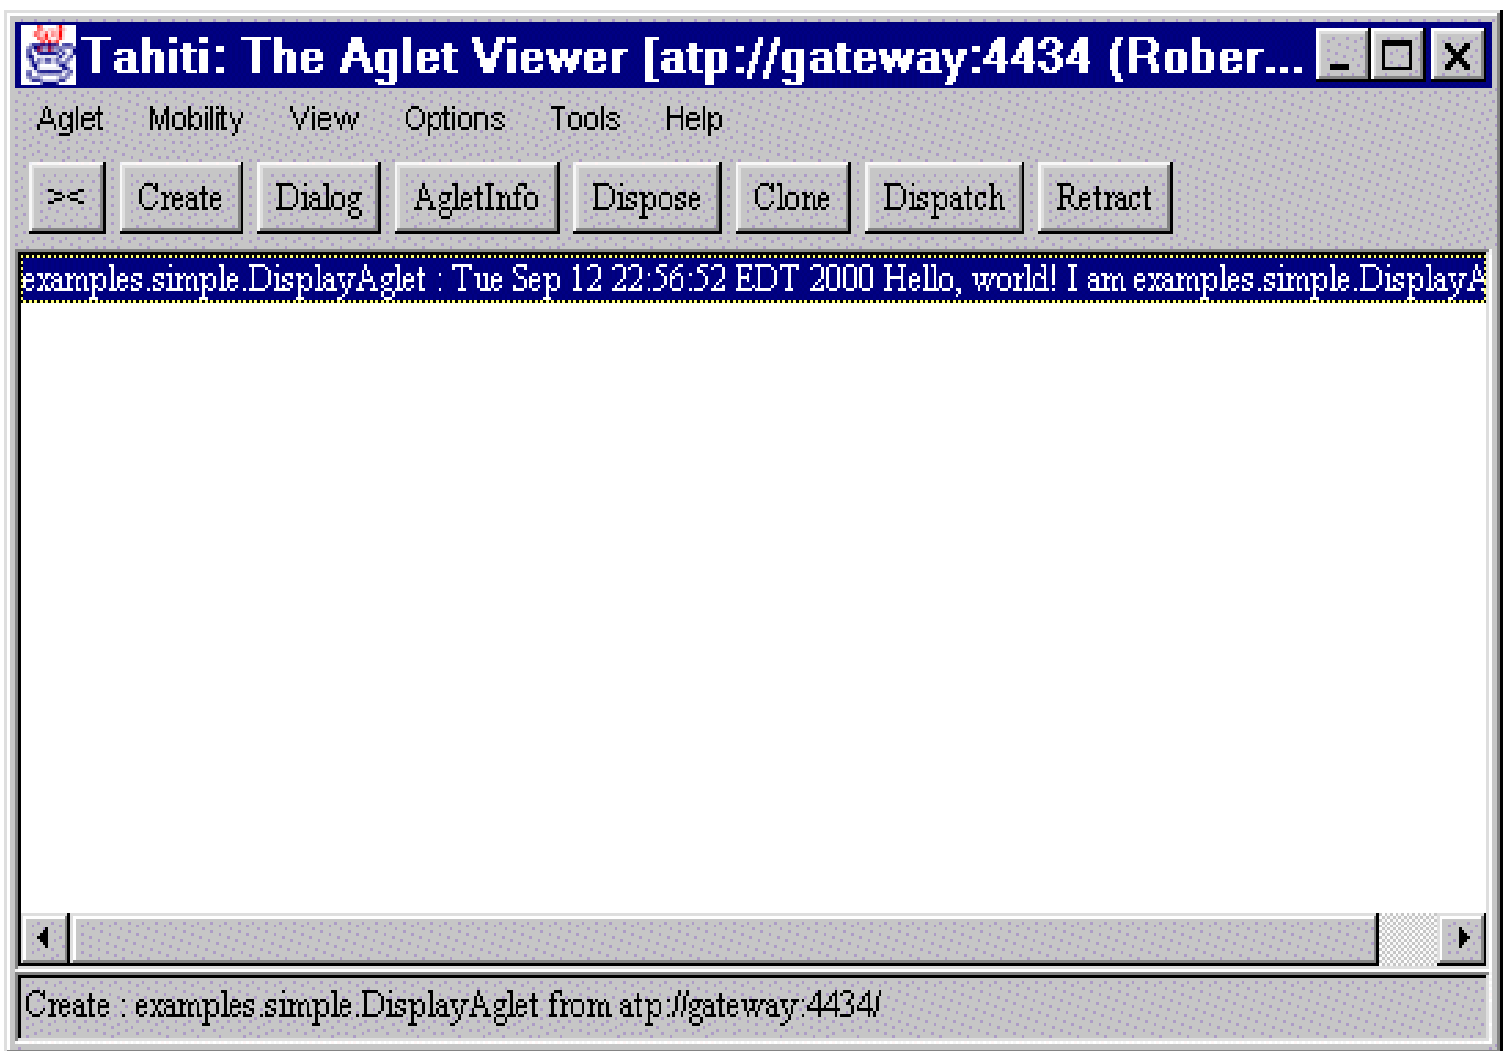 Tahiti: The Aglet Viewer [atp://gateway:4434 (Rober...
Aglet Mobility View Options Tools Help
>< Create Dialog AgletInfo Dispose Clone Dispatch Retract
examples.simple.DisplayAglet : Tue Sep 12 22:56:52 EDT 2000 Hello, world! I am examples.simple.DisplayA
Create : examples.simple.DisplayAglet from atp://gateway:4434/